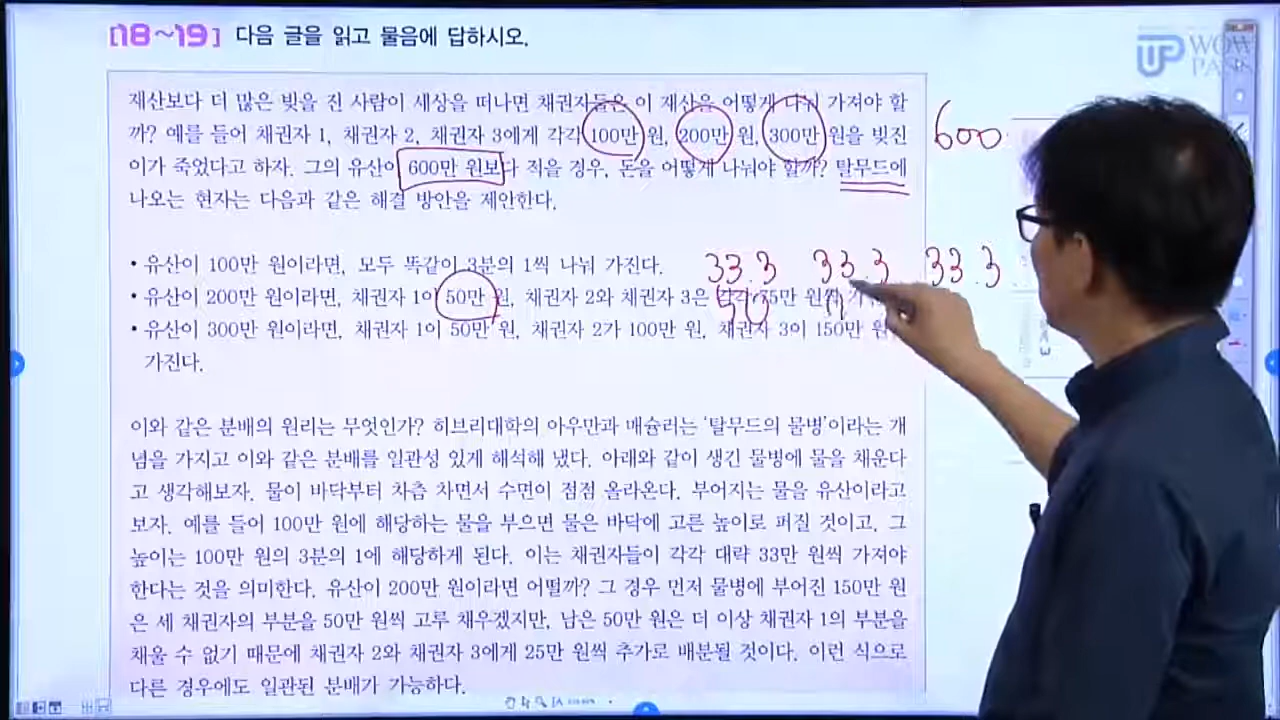 [18~19] 다음 글을 읽고 물음에 답하시오.
UP WOW PASS
재산보다 더 많은 빚을 진 사람이 세상을 떠나면 채권자들은 이 재산을 어떻게 나눠 가져야 할
까? 예를 들어 채권자 1, 채권자 2, 채권자 3에게 각각 100만 원, 200만 원, 300만 원을 빚진
600
이가 죽었다고 하자. 그의 유산이 600만 원보다 적을 경우, 돈을 어떻게 나눠야 할까? 탈무드에
나오는 현자는 다음과 같은 해결 방안을 제안한다.
• 유산이 100만 원이라면, 모두 똑같이 3분의 1씩 나눠 가진다.
33.3 33.3 33.3
• 유산이 200만 원이라면, 채권자 1이 50만 원, 채권자 2와 채권자 3은 각각 75만 원씩
50
• 유산이 300만 원이라면, 채권자 1이 50만 원, 채권자 2가 100만 원, 채권자 3이 150만 원
가진다.
이와 같은 분배의 원리는 무엇인가? 히브리대학의 아우만과 매슐러는 ‘탈무드의 물병’이라는 개
념을 가지고 이와 같은 분배를 일관성 있게 해석해 냈다. 아래와 같이 생긴 물병에 물을 채운다
고 생각해보자. 물이 바닥부터 차츰 차면서 수면이 점점 올라온다. 부어지는 물을 유산이라고
보자. 예를 들어 100만 원에 해당하는 물을 부으면 물은 바닥에 고른 높이로 퍼질 것이고, 그
높이는 100만 원의 3분의 1에 해당하게 된다. 이는 채권자들이 각각 대략 33만 원씩 가져야
한다는 것을 의미한다. 유산이 200만 원이라면 어떨까? 그 경우 먼저 물병에 부어진 150만 원
은 세 채권자의 부분을 50만 원씩 고루 채우겠지만, 남은 50만 원은 더 이상 채권자 1의 부분을
채울 수 없기 때문에 채권자 2와 채권자 3에게 25만 원씩 추가로 배분될 것이다. 이런 식으로
다른 경우에도 일관된 분배가 가능하다.